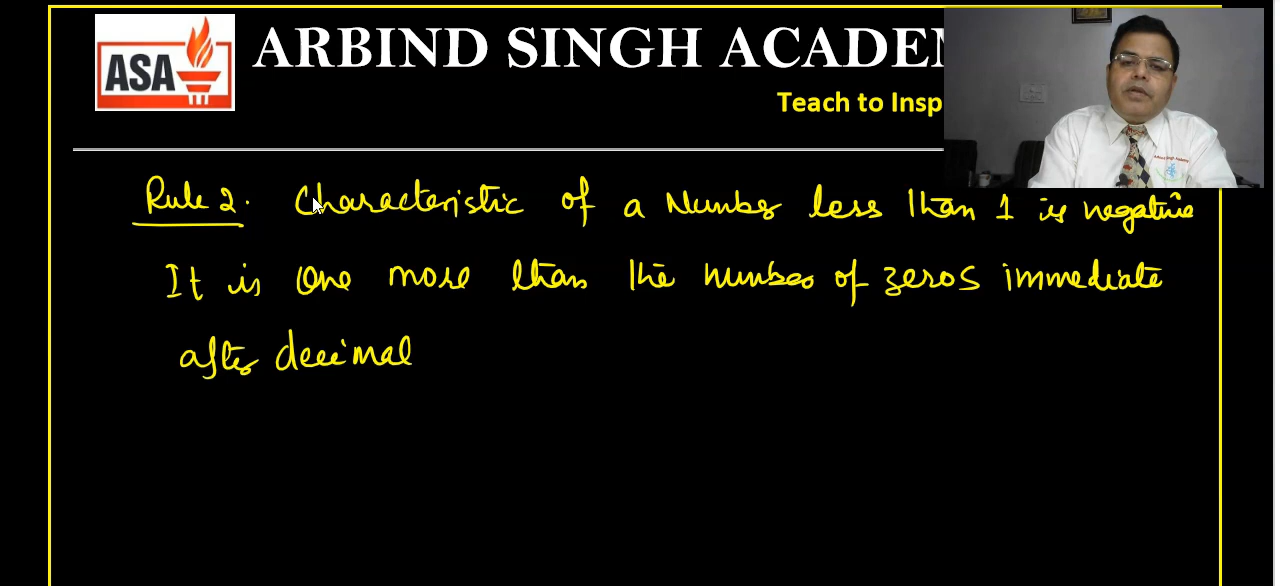 ASA
ARBIND SINGH ACADEM
Teach to Insp
Rule 2. Characteristic of a Number less than 1 is negative
It is one more than the number of zeros immediate
after decimal